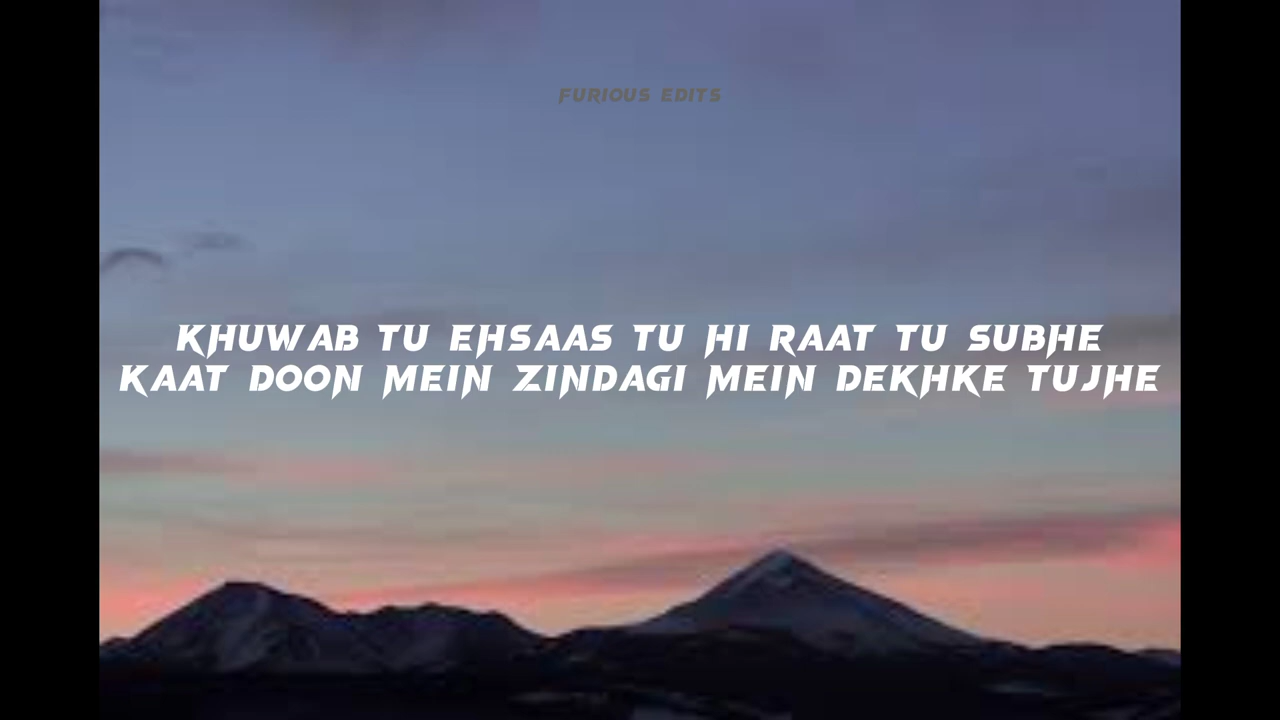 FURIOUS EDITS
KHUWAB TU EHSAAS TU HI RAAT TU SUBHE
KAAT DOON MEIN ZINDAGI MEIN DEKHKE TUJHE